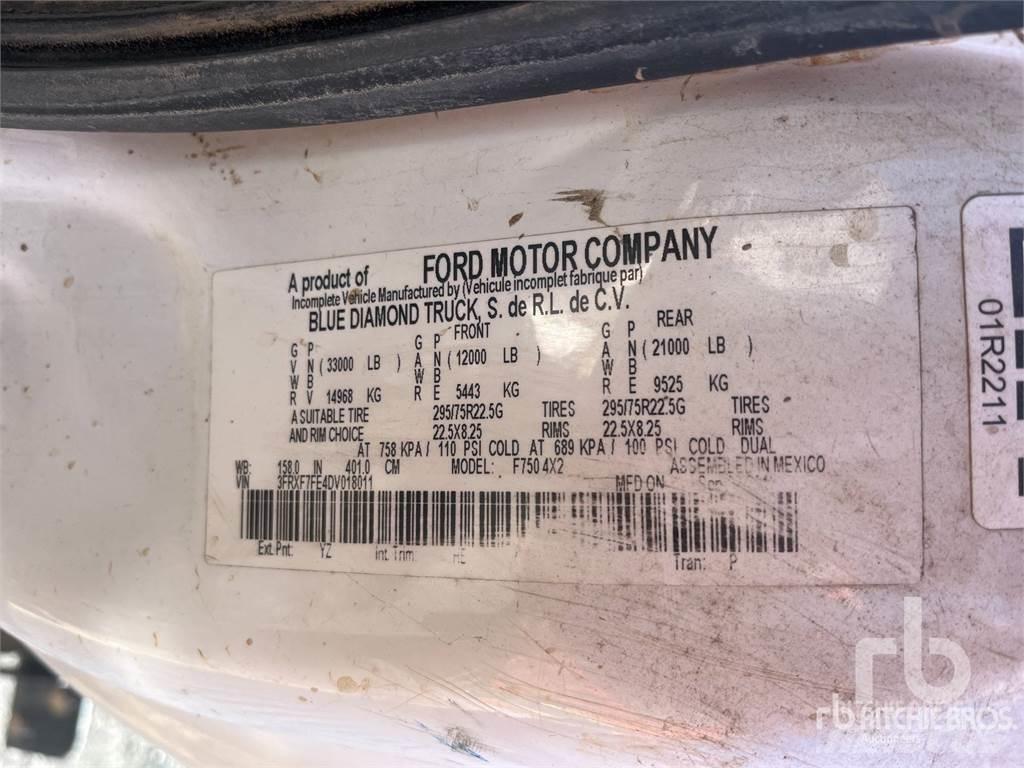 A product of FORD MOTOR COMPANY
Incomplete Vehicle Manufactured by (Vehicule incomplet fabrique par)
BLUE DIAMOND TRUCK, S. de R.L. de C.V.
FRONT REAR
G P G P G P
V N ( 33000 LB ) A N ( 12000 LB ) A N ( 21000 LB )
W B W B W B
R V 14968 KG R E 5443 KG R E 9525 KG
A SUITABLE TIRE 295/75R22.5G TIRES 295/75R22.5G TIRES
AND RIM CHOICE 22.5X8.25 RIMS 22.5X8.25 RIMS
AT 758 KPA / 110 PSI COLD AT 689 KPA / 100 PSI COLD DUAL
WB: 158.0 IN 401.0 CM MODEL: F750 4X2 ASSEMBLED IN MEXICO
VIN 3FRXF7FE4DV018011 MFD ON
Ext. Pnt: YZ Int. Trim: HE Tran: P
01R2211
rb
rb RITCHIE BROS.
Auctioneers